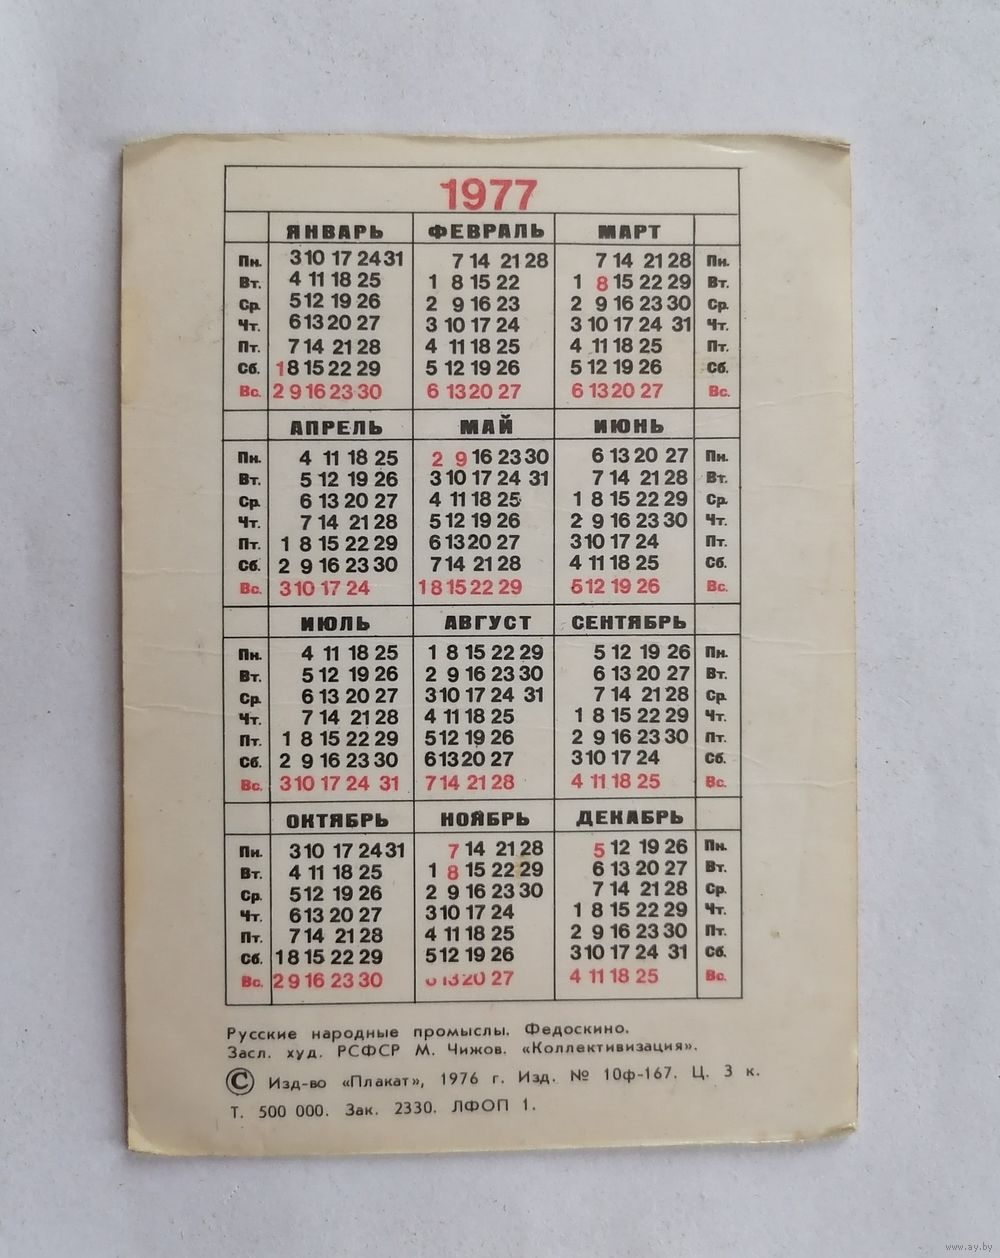 1977
ЯНВАРЬ ФЕВРАЛЬ МАРТ
Пн. 3 10 17 24 31 7 14 21 28 7 14 21 28 Пн.
Вт. 4 11 18 25 1 8 15 22 1 8 15 22 29 Вт.
Ср. 5 12 19 26 2 9 16 23 2 9 16 23 30 Ср.
Чт. 6 13 20 27 3 10 17 24 3 10 17 24 31 Чт.
Пт. 7 14 21 28 4 11 18 25 4 11 18 25 Пт.
Сб. 1 8 15 22 29 5 12 19 26 5 12 19 26 Сб.
Вс. 2 9 16 23 30 6 13 20 27 6 13 20 27 Вс.
АПРЕЛЬ МАЙ ИЮНЬ
Пн. 4 11 18 25 2 9 16 23 30 6 13 20 27 Пн.
Вт. 5 12 19 26 3 10 17 24 31 7 14 21 28 Вт.
Ср. 6 13 20 27 4 11 18 25 1 8 15 22 29 Ср.
Чт. 7 14 21 28 5 12 19 26 2 9 16 23 30 Чт.
Пт. 1 8 15 22 29 6 13 20 27 3 10 17 24 Пт.
Сб. 2 9 16 23 30 7 14 21 28 4 11 18 25 Сб.
Вс. 3 10 17 24 1 8 15 22 29 5 12 19 26 Вс.
ИЮЛЬ АВГУСТ СЕНТЯБРЬ
Пн. 4 11 18 25 1 8 15 22 29 5 12 19 26 Пн.
Вт. 5 12 19 26 2 9 16 23 30 6 13 20 27 Вт.
Ср. 6 13 20 27 3 10 17 24 31 7 14 21 28 Ср.
Чт. 7 14 21 28 4 11 18 25 1 8 15 22 29 Чт.
Пт. 1 8 15 22 29 5 12 19 26 2 9 16 23 30 Пт.
Сб. 2 9 16 23 30 6 13 20 27 3 10 17 24 Сб.
Вс. 3 10 17 24 31 7 14 21 28 4 11 18 25 Вс.
ОКТЯБРЬ НОЯБРЬ ДЕКАБРЬ
Пн. 3 10 17 24 31 7 14 21 28 5 12 19 26 Пн.
Вт. 4 11 18 25 1 8 15 22 29 6 13 20 27 Вт.
Ср. 5 12 19 26 2 9 16 23 30 7 14 21 28 Ср.
Чт. 6 13 20 27 3 10 17 24 1 8 15 22 29 Чт.
Пт. 7 14 21 28 4 11 18 25 2 9 16 23 30 Пт.
Сб. 1 8 15 22 29 5 12 19 26 3 10 17 24 31 Сб.
Вс. 2 9 16 23 30 6 13 20 27 4 11 18 25 Вс.
Русские народные промыслы. Федоскино.
Засл. худ. РСФСР М. Чижов. «Коллективизация».
© Изд-во «Плакат», 1976 г. Изд. № 10ф-167. Ц. 3 к.
Т. 500 000. Зак. 2330. ЛФОП 1.
www.ay.by